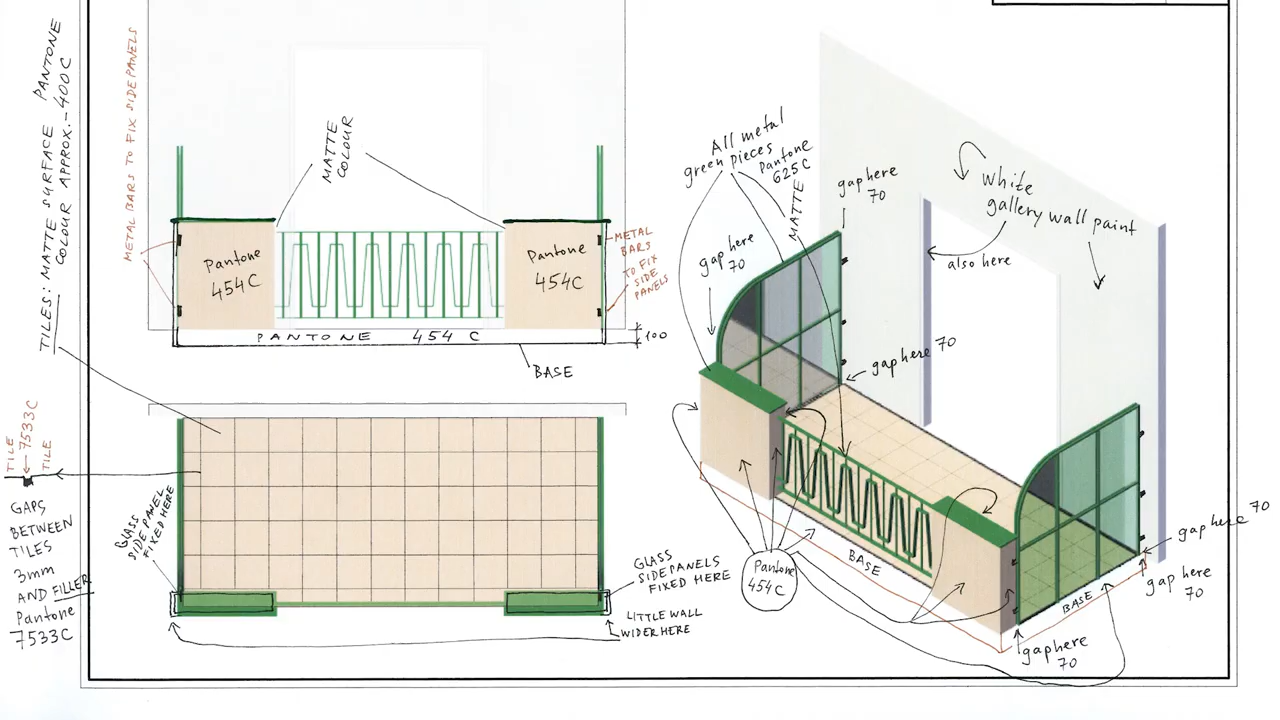 TILES: MATTE SURFACE PANTONE
COLOUR APPROX.-400C
METAL BARS TO FIX SIDEPANELS
MATTE
COLOUR
Pantone
454C
Pantone
454C
METAL
BARS
TO FIX
SIDE
PANELS
PANTONE 454 C
100
BASE
TILE
7533C
TILE
GAPS
BETWEEN
TILES
3mm
AND FILLER
Pantone
7533C
GLASS
SIDE PANEL
FIXED HERE
GLASS
SIDEPANELS
FIXED HERE
LITTLE WALL
WIDER HERE
All metal
green pieces
Pantone
625C
MATTE
gap here
70
gap here
70
white
gallery wall paint
also here
gap here 70
Pantone
454C
BASE
BASE
gap here 70
gap here
70
gap here
70